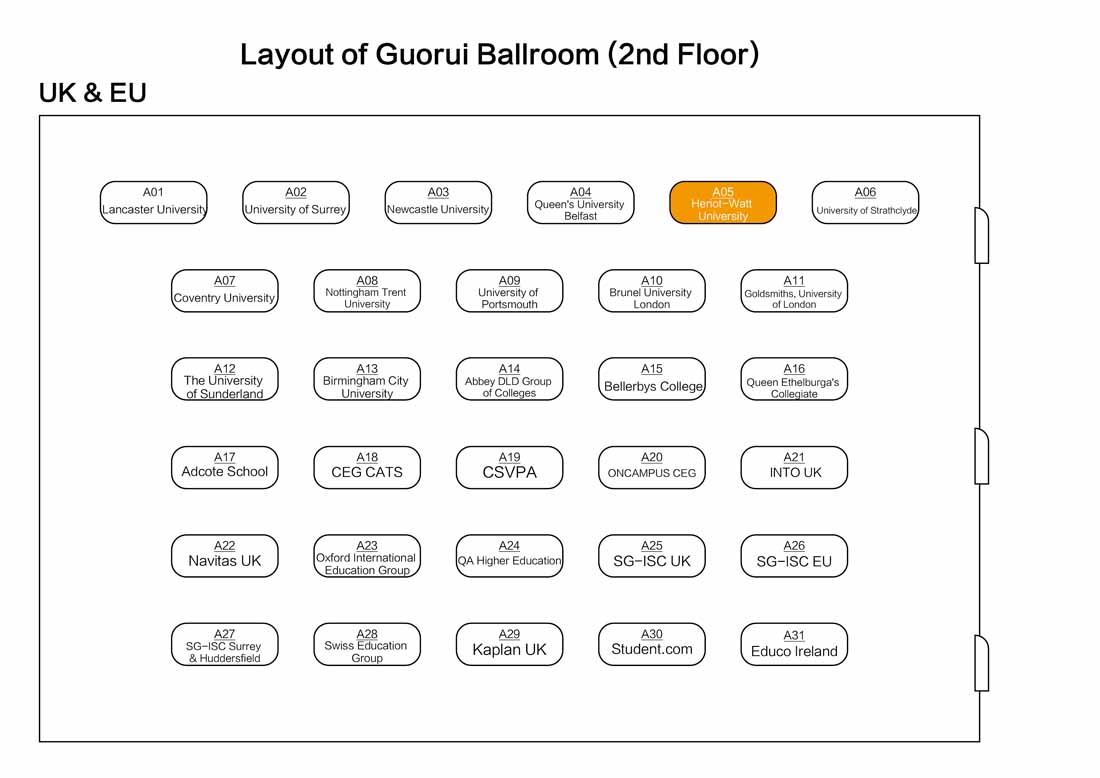 Layout of Guorui Ballroom (2nd Floor)
UK & EU
A01
Lancaster University
A02
University of Surrey
A03
Newcastle University
A04
Queen's University
Belfast
A05
Heriot-Watt
University
A06
University of Strathclyde
A07
Coventry University
A08
Nottingham Trent
University
A09
University of
Portsmouth
A10
Brunel University
London
A11
Goldsmiths, University
of London
A12
The University
of Sunderland
A13
Birmingham City
University
A14
Abbey DLD Group
of Colleges
A15
Bellerbys College
A16
Queen Ethelburga's
Collegiate
A17
Adcote School
A18
CEG CATS
A19
CSVPA
A20
ONCAMPUS CEG
A21
INTO UK
A22
Navitas UK
A23
Oxford International
Education Group
A24
QA Higher Education
A25
SG-ISC UK
A26
SG-ISC EU
A27
SG-ISC Surrey
& Huddersfield
A28
Swiss Education
Group
A29
Kaplan UK
A30
Student.com
A31
Educo Ireland